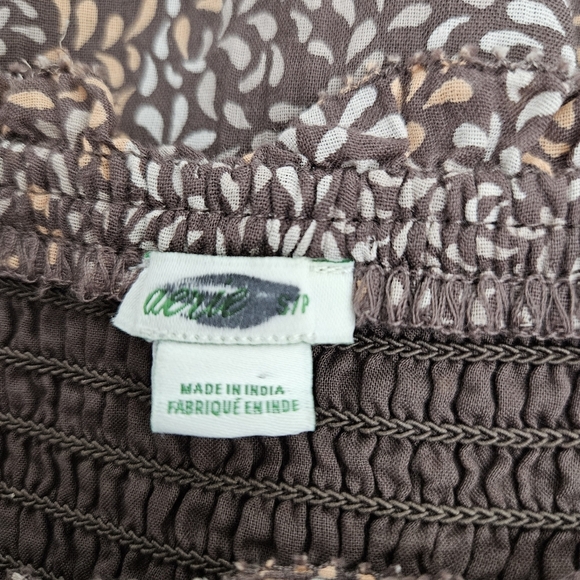 aerie S/P
MADE IN INDIA
FABRIQUÉ EN INDE